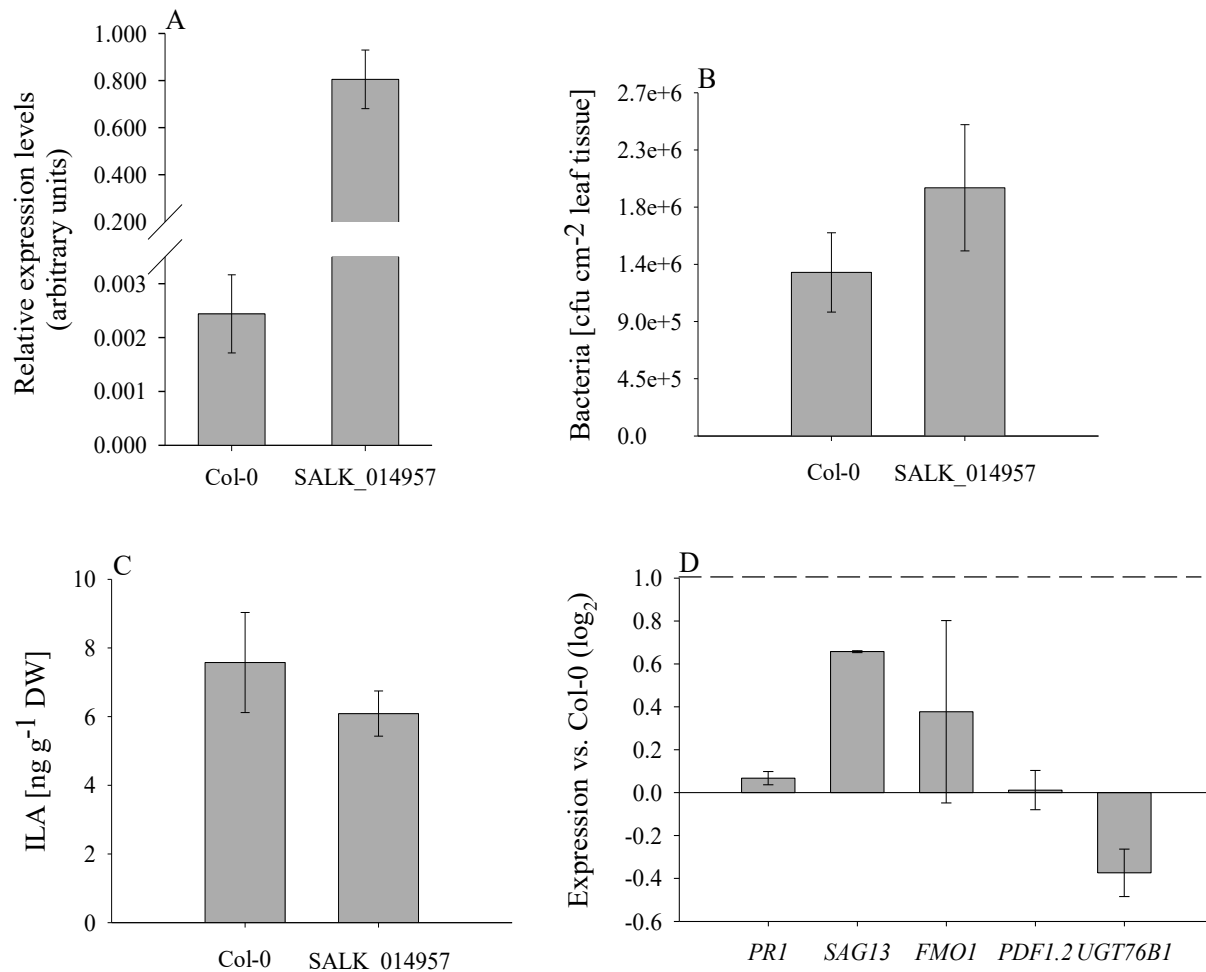 A
Relative expression levels
(arbitrary units)
1.000
0.800
0.600
0.400
0.200
0.003
0.002
0.001
0.000
Col-0
SALK_014957
B
Bacteria [cfu cm-2 leaf tissue]
2.7e+6
2.3e+6
1.8e+6
1.4e+6
9.0e+5
4.5e+5
0.0
Col-0
SALK_014957
C
ILA [ng g-1 DW]
10
8
6
4
2
0
Col-0
SALK_014957
D
Expression vs. Col-0 (log2)
1.0
0.8
0.6
0.4
0.2
0.0
-0.2
-0.4
-0.6
PR1
SAG13
FMO1
PDF1.2
UGT76B1